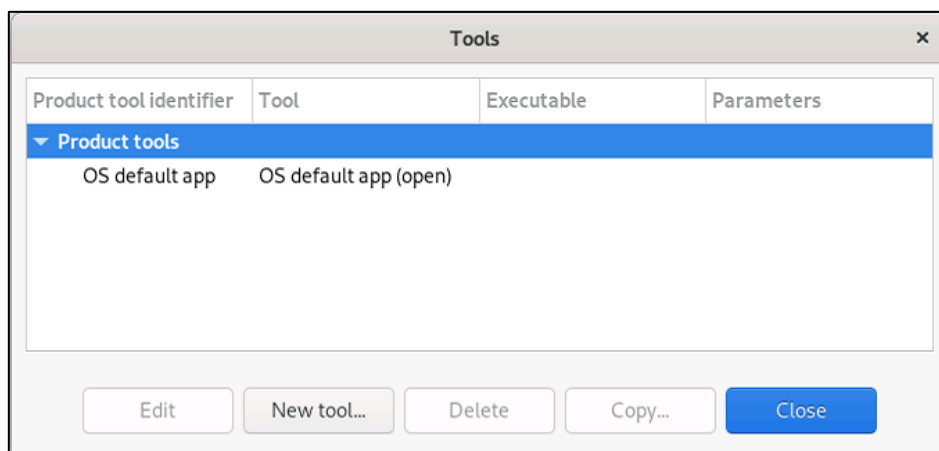 Tools
Product tool identifier Tool Executable Parameters
Product tools
OS default app OS default app (open)
Edit New tool... Delete Copy... Close